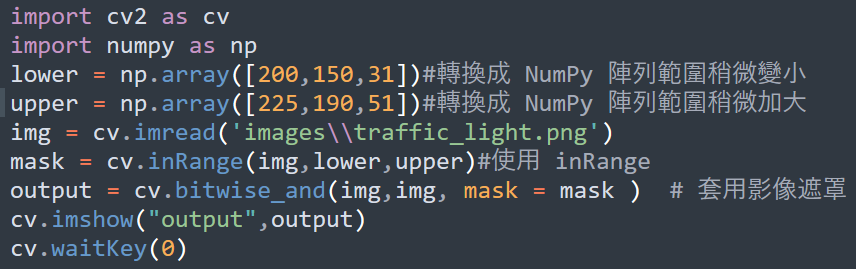 import cv2 as cv
import numpy as np
lower = np.array([200,150,31])#轉換成 NumPy 陣列範圍稍微變小
upper = np.array([225,190,51])#轉換成 NumPy 陣列範圍稍微加大
img = cv.imread('images\\traffic_light.png')
mask = cv.inRange(img,lower,upper)#使用 inRange
output = cv.bitwise_and(img,img, mask = mask )  # 套用影像遮罩
cv.imshow("output",output)
cv.waitKey(0)